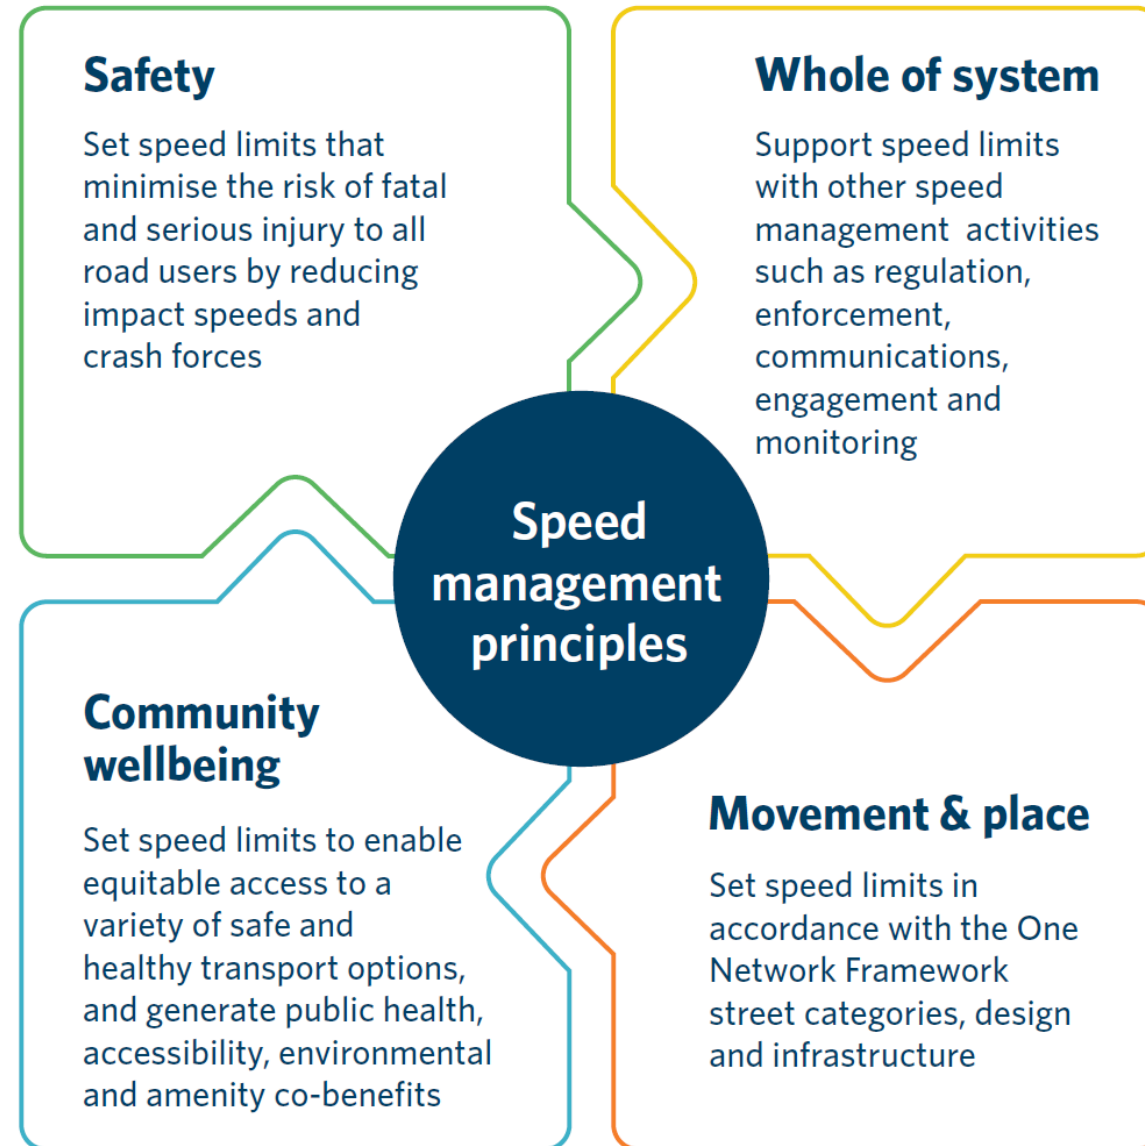 Safety
Set speed limits that
minimise the risk of fatal
and serious injury to all
road users by reducing
impact speeds and
crash forces
Whole of system
Support speed limits
with other speed
management activities
such as regulation,
enforcement,
communications,
engagement and
monitoring
Speed
management
principles
Community
wellbeing
Set speed limits to enable
equitable access to a
variety of safe and
healthy transport options,
and generate public health,
accessibility, environmental
and amenity co-benefits
Movement & place
Set speed limits in
accordance with the One
Network Framework
street categories, design
and infrastructure